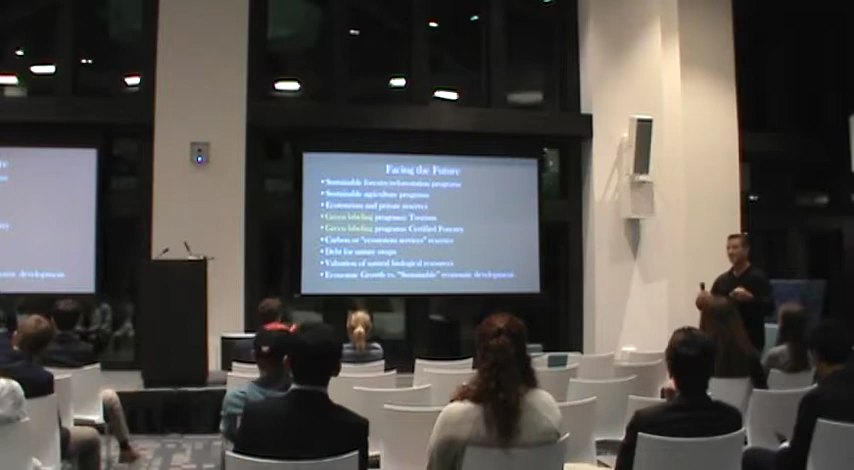 Facing the Future
• Sustainable forestry/reforestation programs
• Sustainable agriculture programs
• Ecotourism and private reserves
• Green labeling programs: Tourism
• Green labeling programs: Certified Forestry
• Carbon or "ecosystem services" reserves
• Debt for nature swaps
• Valuation of natural biological resources
• Economic Growth vs. "Sustainable" economic development
economic development